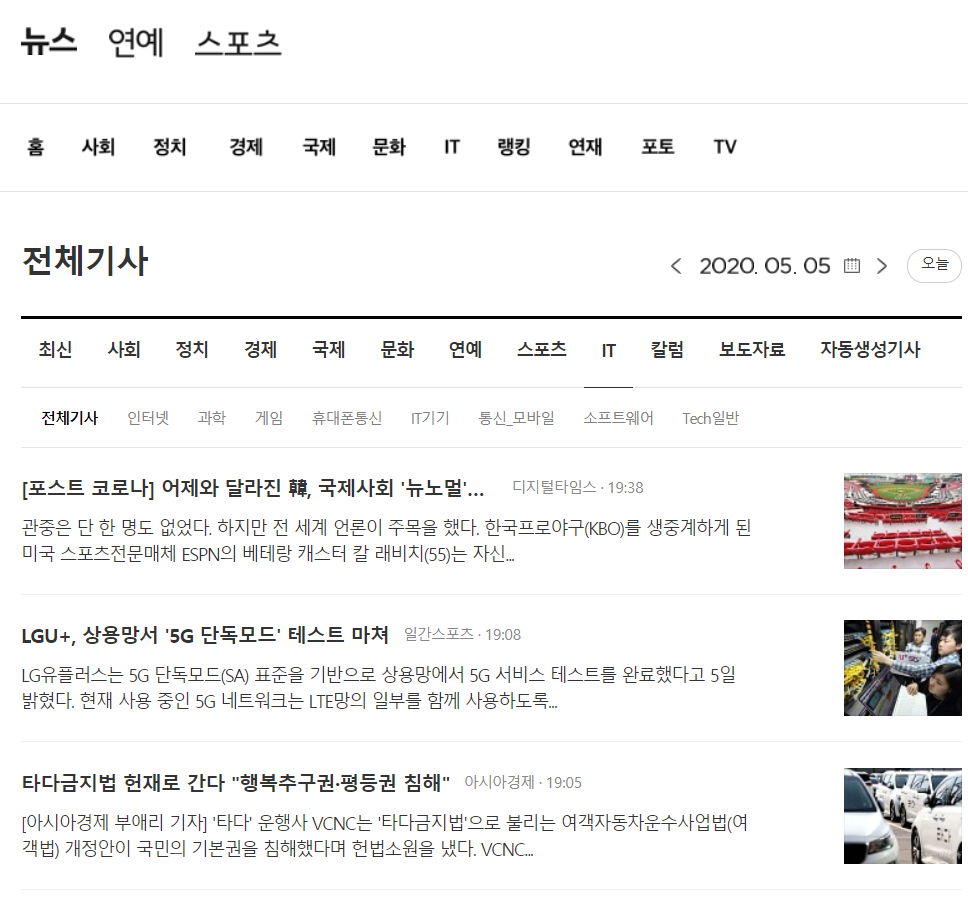 뉴스 연예 스포츠
홈 사회 정치 경제 국제 문화 IT 랭킹 연재 포토 TV
전체기사
< 2020. 05. 05 > 오늘
최신 사회 정치 경제 국제 문화 연예 스포츠 IT 칼럼 보도자료 자동생성기사
전체기사 인터넷 과학 게임 휴대폰통신 IT기기 통신_모바일 소프트웨어 Tech일반
[포스트 코로나] 어제와 달라진 韓, 국제사회 '뉴노멀'... 디지털타임스 · 19:38
관중은 단 한 명도 없었다. 하지만 전 세계 언론이 주목을 했다. 한국프로야구(KBO)를 생중계하게 된
미국 스포츠전문매체 ESPN의 베테랑 캐스터 칼 래비치(55)는 자신...
LGU+, 상용망서 '5G 단독모드' 테스트 마쳐 일간스포츠 · 19:08
LG유플러스는 5G 단독모드(SA) 표준을 기반으로 상용망에서 5G 서비스 테스트를 완료했다고 5일
밝혔다. 현재 사용 중인 5G 네트워크는 LTE망의 일부를 함께 사용하도록...
타다금지법 헌재로 간다 "행복추구권·평등권 침해" 아시아경제 · 19:05
[아시아경제 부애리 기자] '타다' 운행사 VCNC는 '타다금지법'으로 불리는 여객자동차운수사업법(여
객법) 개정안이 국민의 기본권을 침해했다며 헌법소원을 냈다. VCNC...